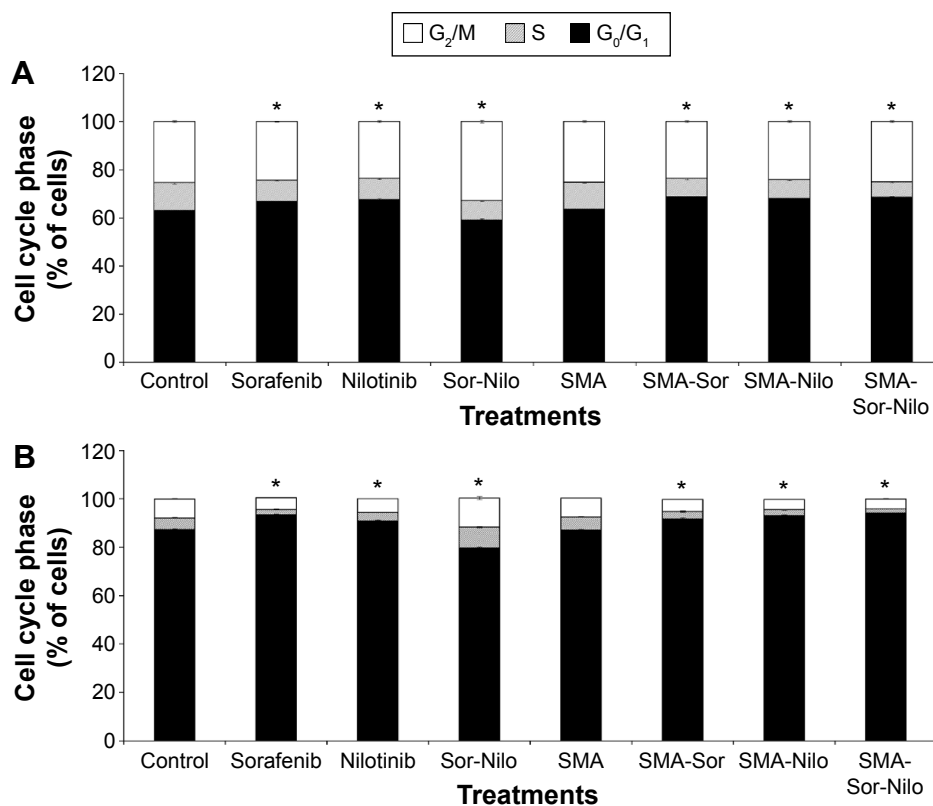 G2/M S G0/G1
A
Cell cycle phase
(% of cells)
120
100
80
60
40
20
0
* * * * * *
Control Sorafenib Nilotinib Sor-Nilo SMA SMA-Sor SMA-Nilo SMA-
Sor-Nilo
Treatments
B
Cell cycle phase
(% of cells)
120
100
80
60
40
20
0
* * * * * *
Control Sorafenib Nilotinib Sor-Nilo SMA SMA-Sor SMA-Nilo SMA-
Sor-Nilo
Treatments